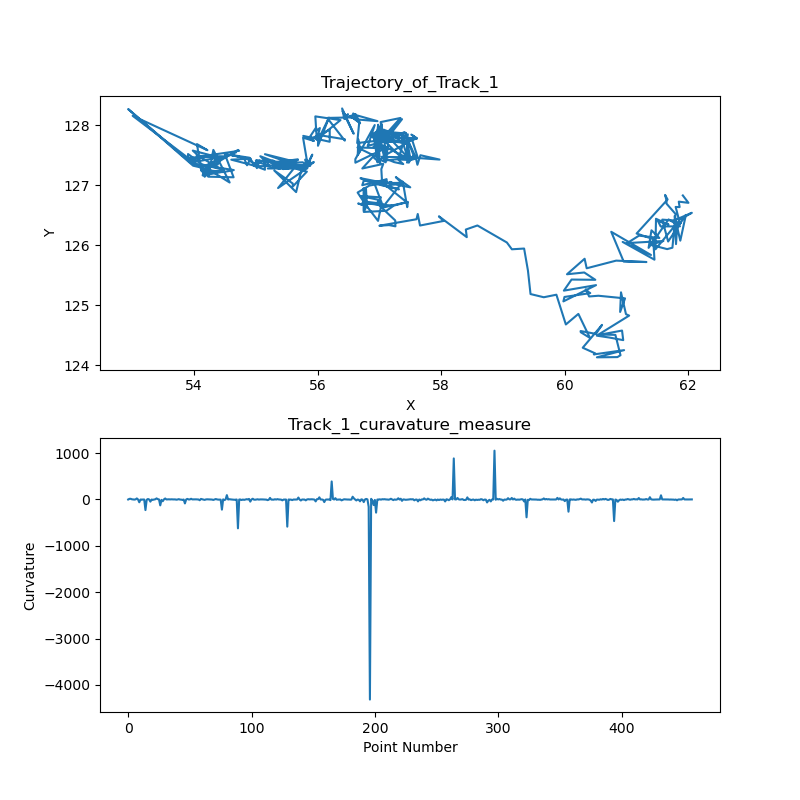 Trajectory_of_Track_1
128
127
126
125
124
Y
54 56 58 60 62
X
Track_1_curavature_measure
1000
0
−1000
−2000
−3000
−4000
Curvature
0 100 200 300 400
Point Number